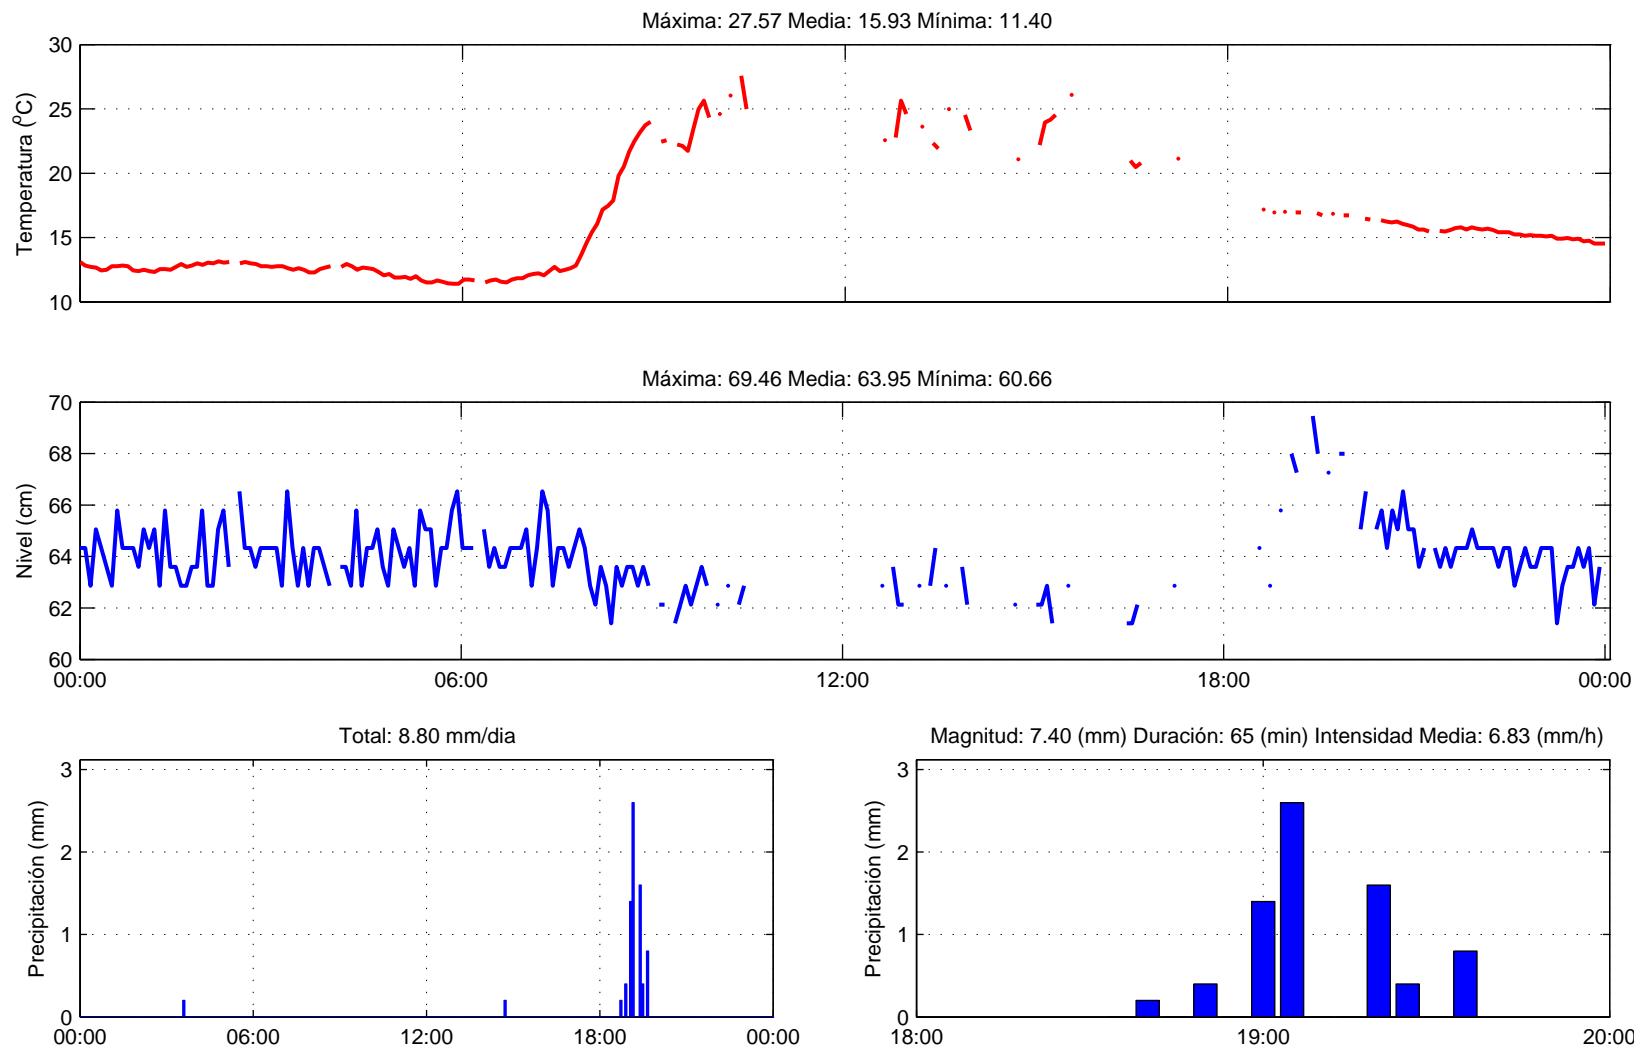 Máxima: 27.57 Media: 15.93 Mínima: 11.40
30
25
20
15
10
Temperatura (ºC)
Máxima: 69.46 Media: 63.95 Mínima: 60.66
70
68
66
64
62
60
Nivel (cm)
00:00 06:00 12:00 18:00 00:00
Total: 8.80 mm/dia
3
2
1
0
Precipitación (mm)
00:00 06:00 12:00 18:00 00:00
Magnitud: 7.40 (mm) Duración: 65 (min) Intensidad Media: 6.83 (mm/h)
3
2
1
0
Precipitación (mm)
18:00 19:00 20:00